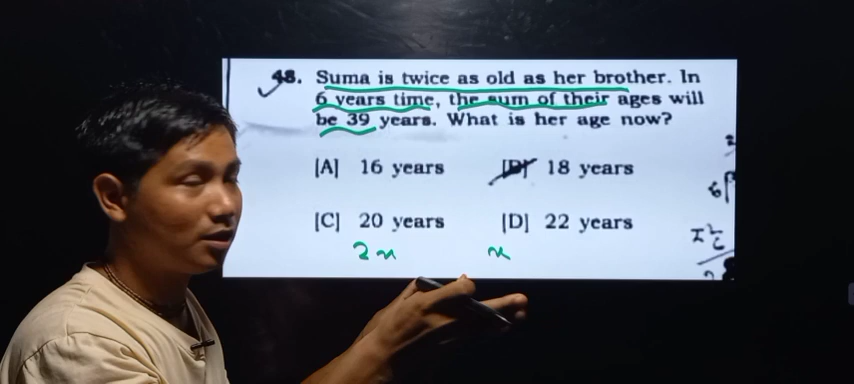 48. Suma is twice as old as her brother. In
6 years time, the sum of their ages will
be 39 years. What is her age now?
[A] 16 years [B] 18 years
[C] 20 years [D] 22 years
2x x